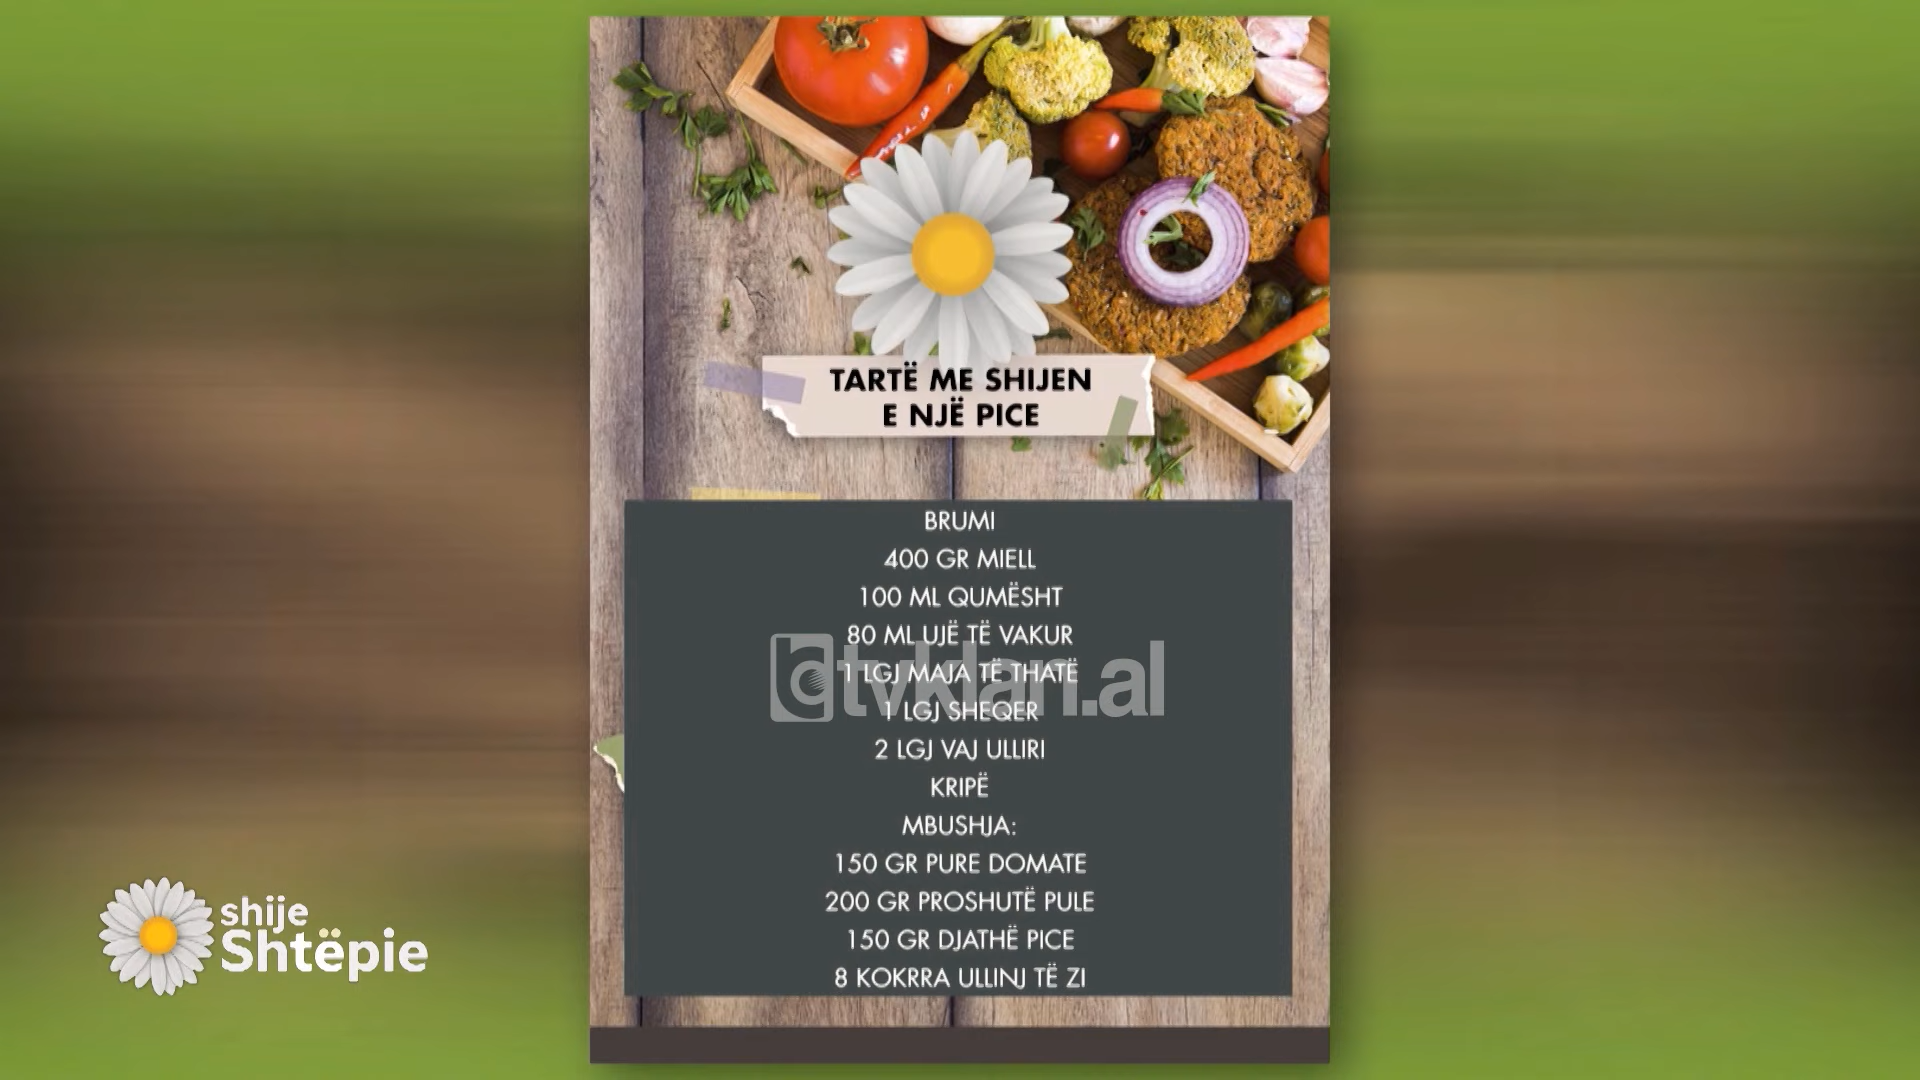 TARTË ME SHIJEN
E NJË PICE
BRUMI
400 GR MIELL
100 ML QUMËSHT
80 ML UJË TË VAKUR
1 LGJ MAJA TË THATË
1 LGJ SHEQER
2 LGJ VAJ ULLIRI
KRIPË
MBUSHJA:
150 GR PURE DOMATE
200 GR PROSHUTË PULE
150 GR DJATHË PICE
8 KOKRRA ULLINJ TË ZI
tvklan.al
shije
Shtëpie